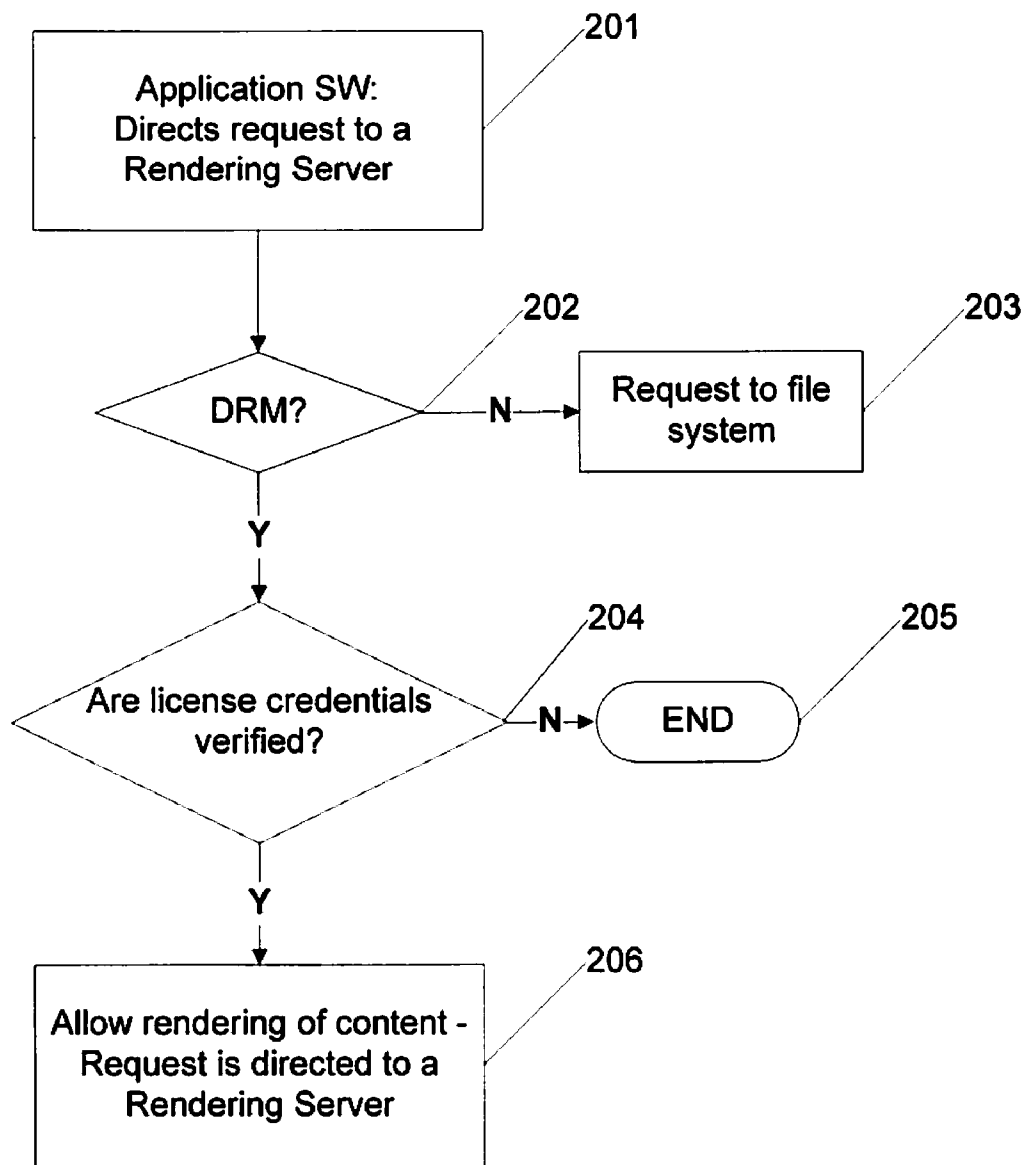 201
Application SW:
Directs request to a
Rendering Server
202
203
DRM?
N
Request to file
system
Y
204
205
Are license credentials
verified?
N
END
Y
206
Allow rendering of content -
Request is directed to a
Rendering Server